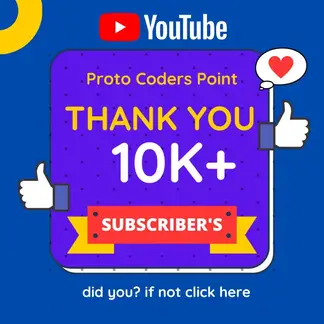 YouTube
Proto Coders Point
THANK YOU
10K+
SUBSCRIBER'S
did you? if not click here